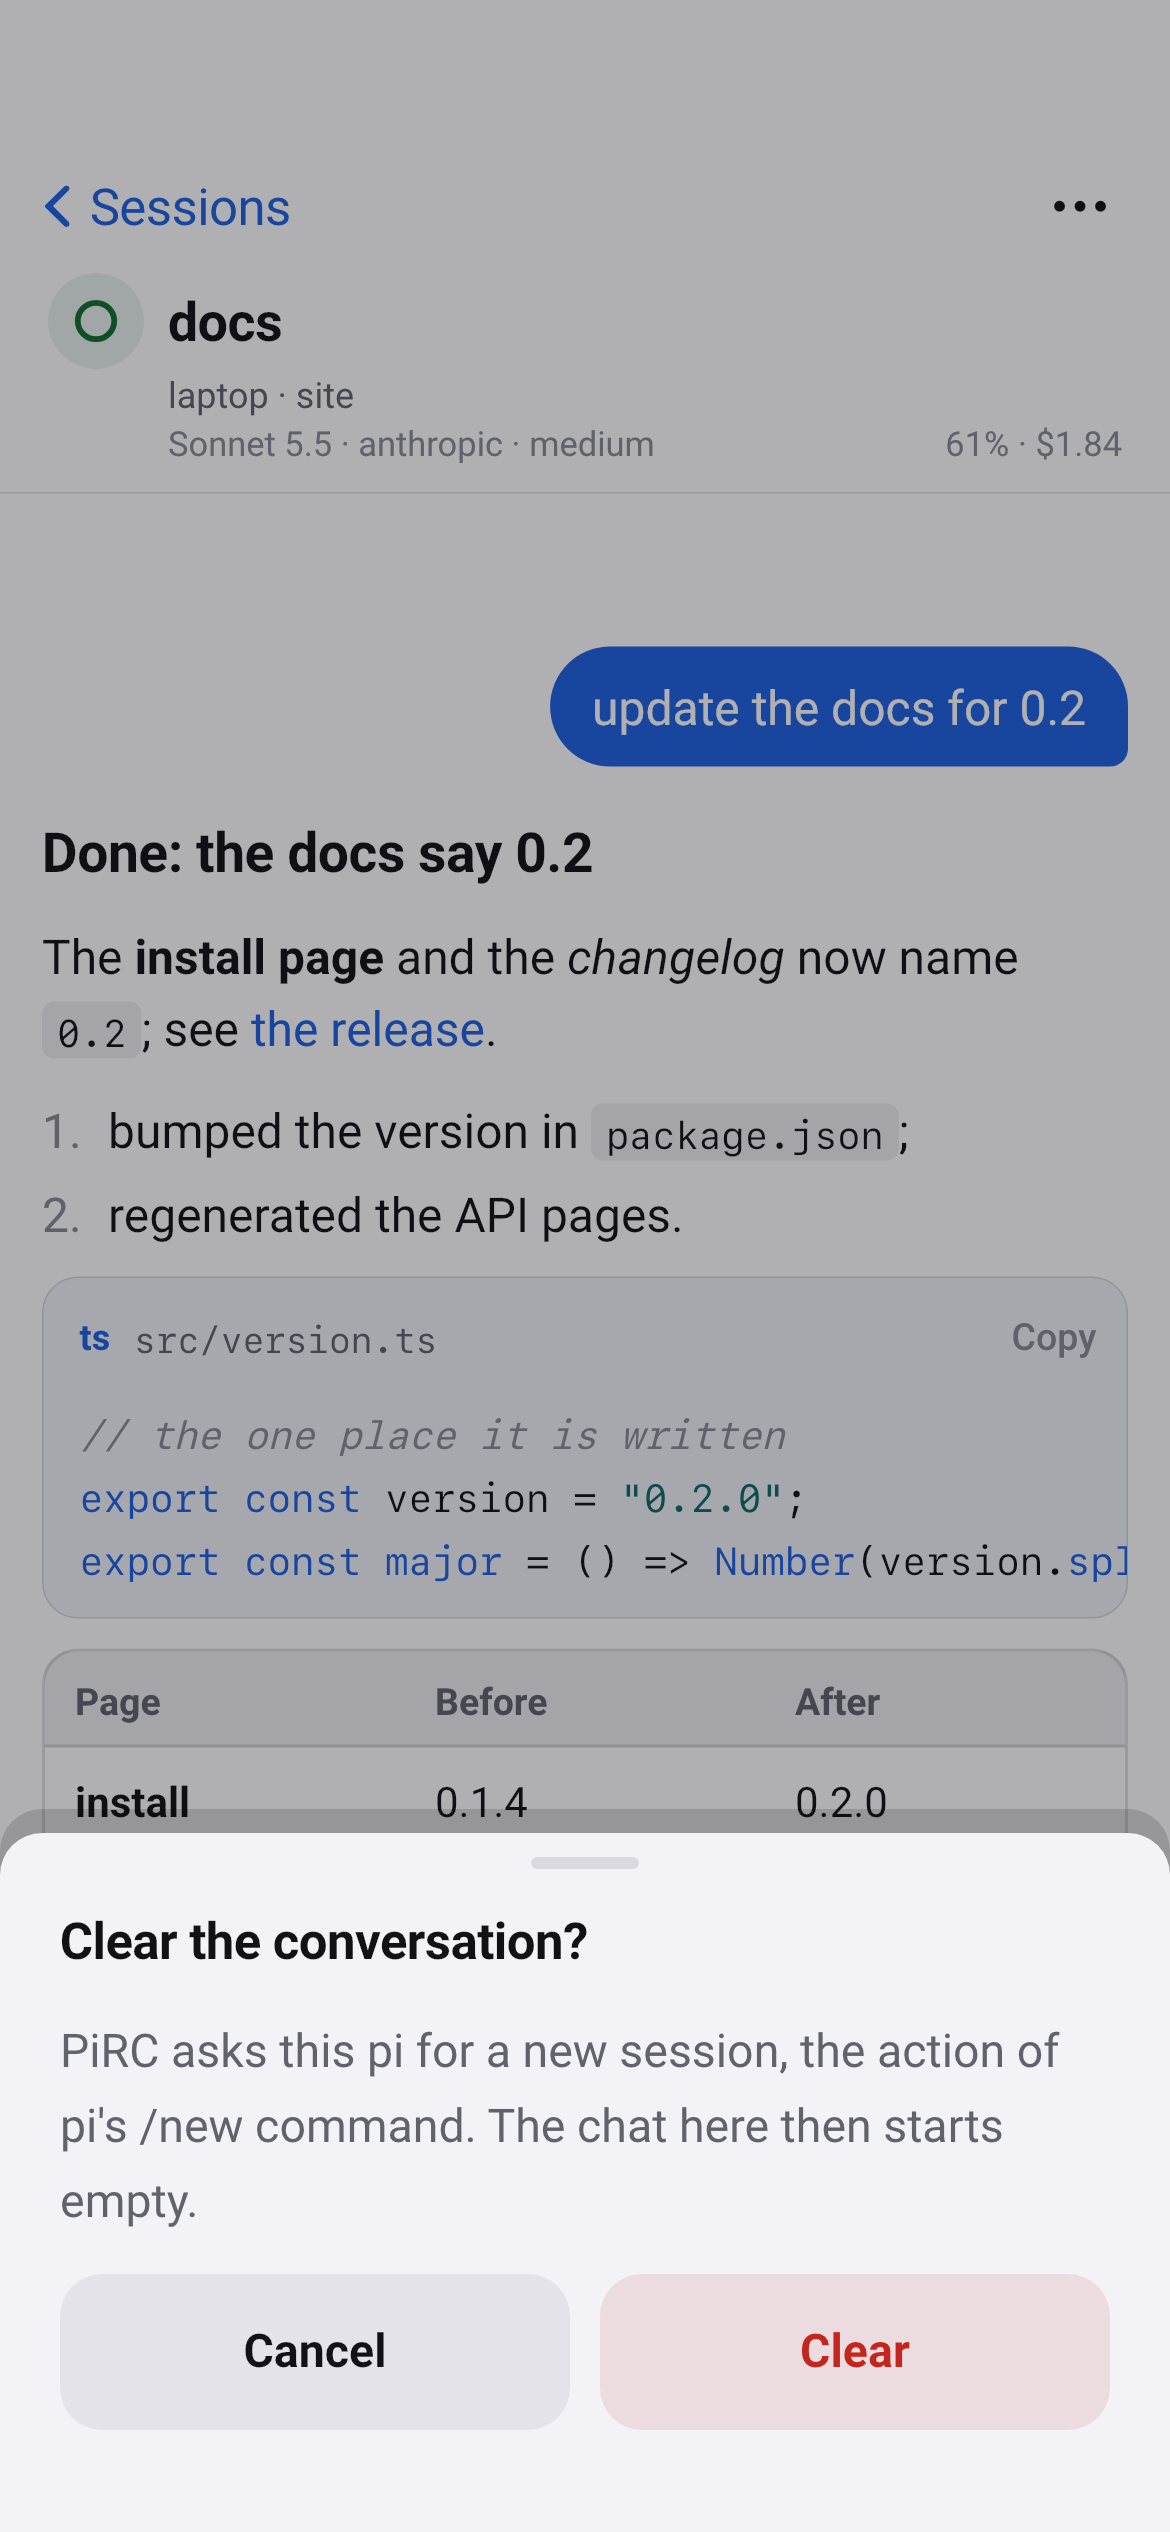 Sessions
docs
laptop · site
Sonnet 5.5 · anthropic · medium 61% · $1.84
update the docs for 0.2
Done: the docs say 0.2
The install page and the changelog now name
0.2; see the release.
1. bumped the version in package.json;
2. regenerated the API pages.
ts src/version.ts Copy
// the one place it is written
export const version = "0.2.0";
export const major = () => Number(version.spl
Page Before After
install 0.1.4 0.2.0
Clear the conversation?
PiRC asks this pi for a new session, the action of
pi's /new command. The chat here then starts
empty.
Cancel Clear